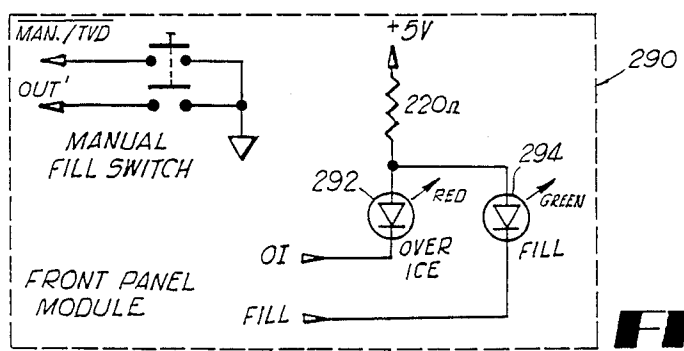 MAN./TVD
OUT'
MANUAL
FILL SWITCH
+5V
220Ω
290
292
RED
294
GREEN
OI
OVER
ICE
FILL
FRONT PANEL
MODULE
FILL